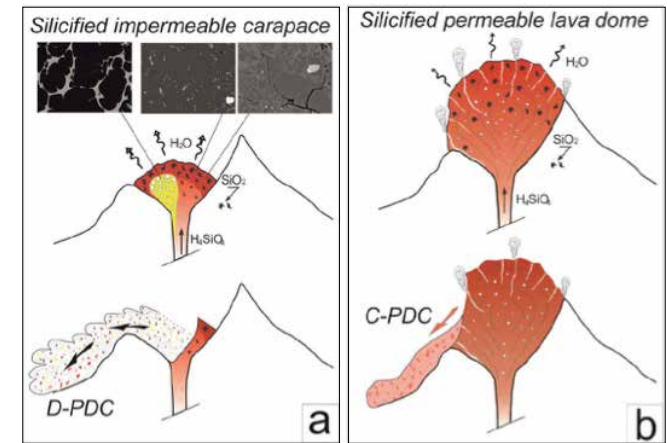 Silicified impermeable carapace
H₂O
SiO₂
H₄SiO₄
D-PDC
a
Silicified permeable lava dome
H₂O
SiO₂
H₄SiO₄
C-PDC
b